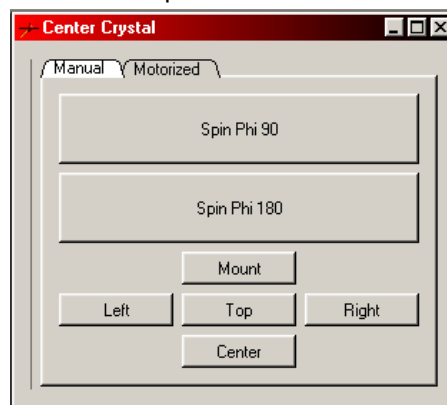 Center Crystal
Manual Motorized
Spin Phi 90
Spin Phi 180
Mount
Left Top Right
Center